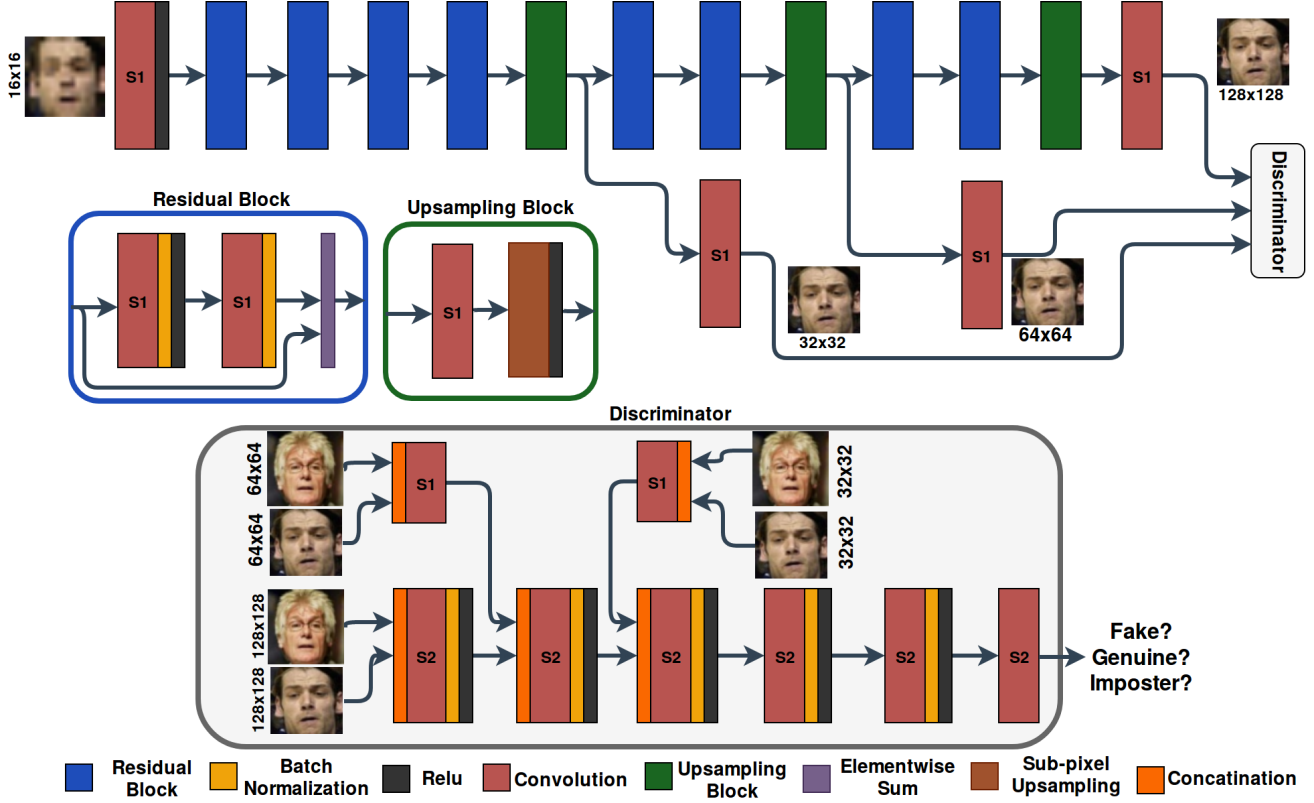 16x16
S1
S1
128x128
Discriminator
S1
32x32
S1
64x64
Residual Block
S1
S1
Upsampling Block
S1
Discriminator
64x64
64x64
S1
S1
32x32
32x32
128x128
128x128
S2
S2
S2
S2
S2
S2
Fake?
Genuine?
Imposter?
Residual
Block
Batch
Normalization
Relu
Convolution
Upsampling
Block
Elementwise
Sum
Sub-pixel
Upsampling
Concatination